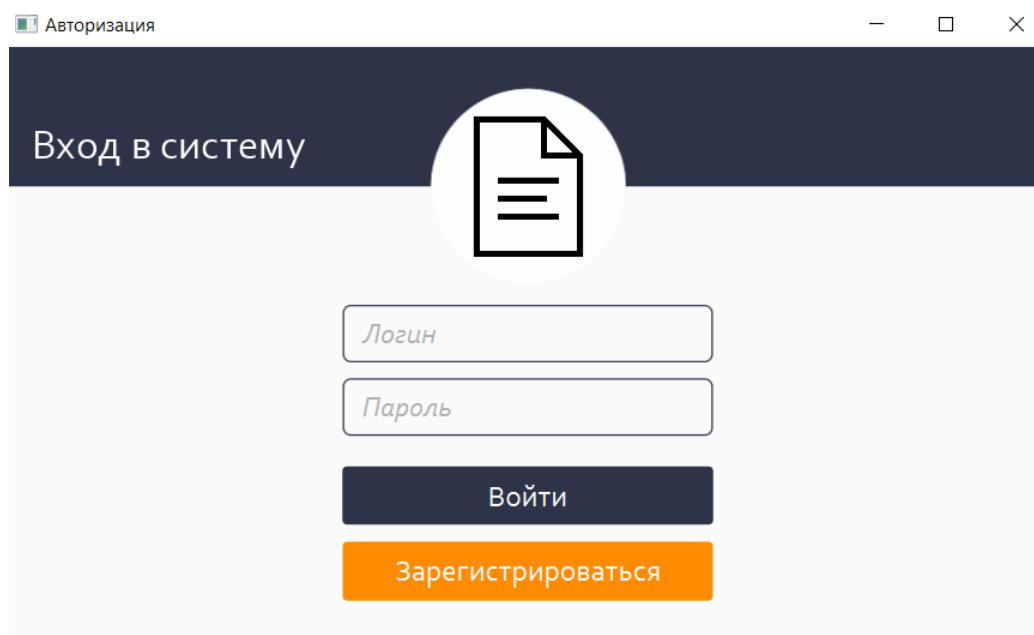 Авторизация
Вход в систему
Логин
Пароль
Войти
Зарегистрироваться